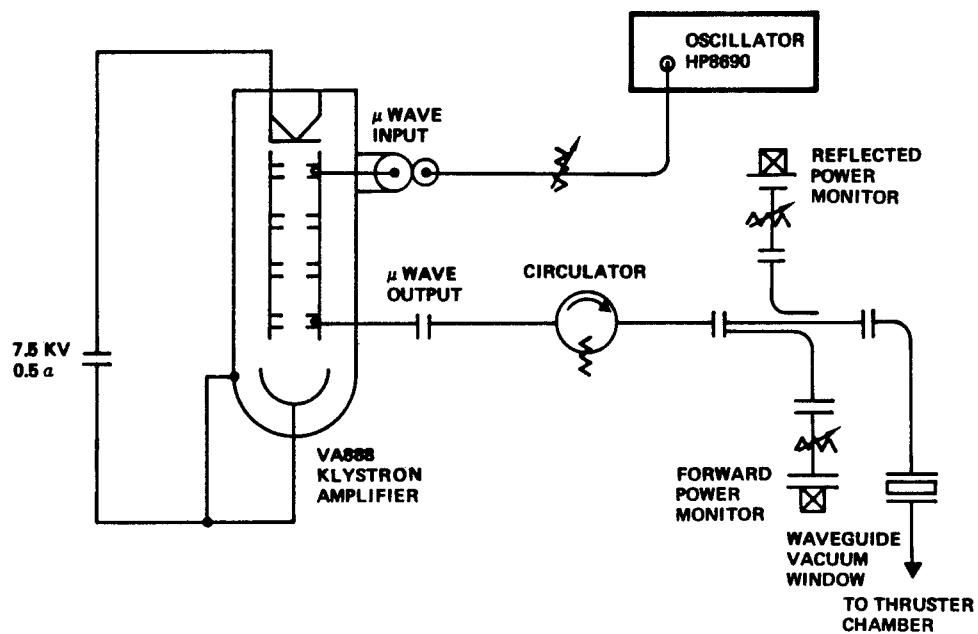 OSCILLATOR
HP8690
μ WAVE
INPUT
REFLECTED
POWER
MONITOR
μ WAVE
OUTPUT
CIRCULATOR
7.5 KV
0.5 a
VA888
KLYSTRON
AMPLIFIER
FORWARD
POWER
MONITOR
WAVEGUIDE
VACUUM
WINDOW
TO THRUSTER
CHAMBER